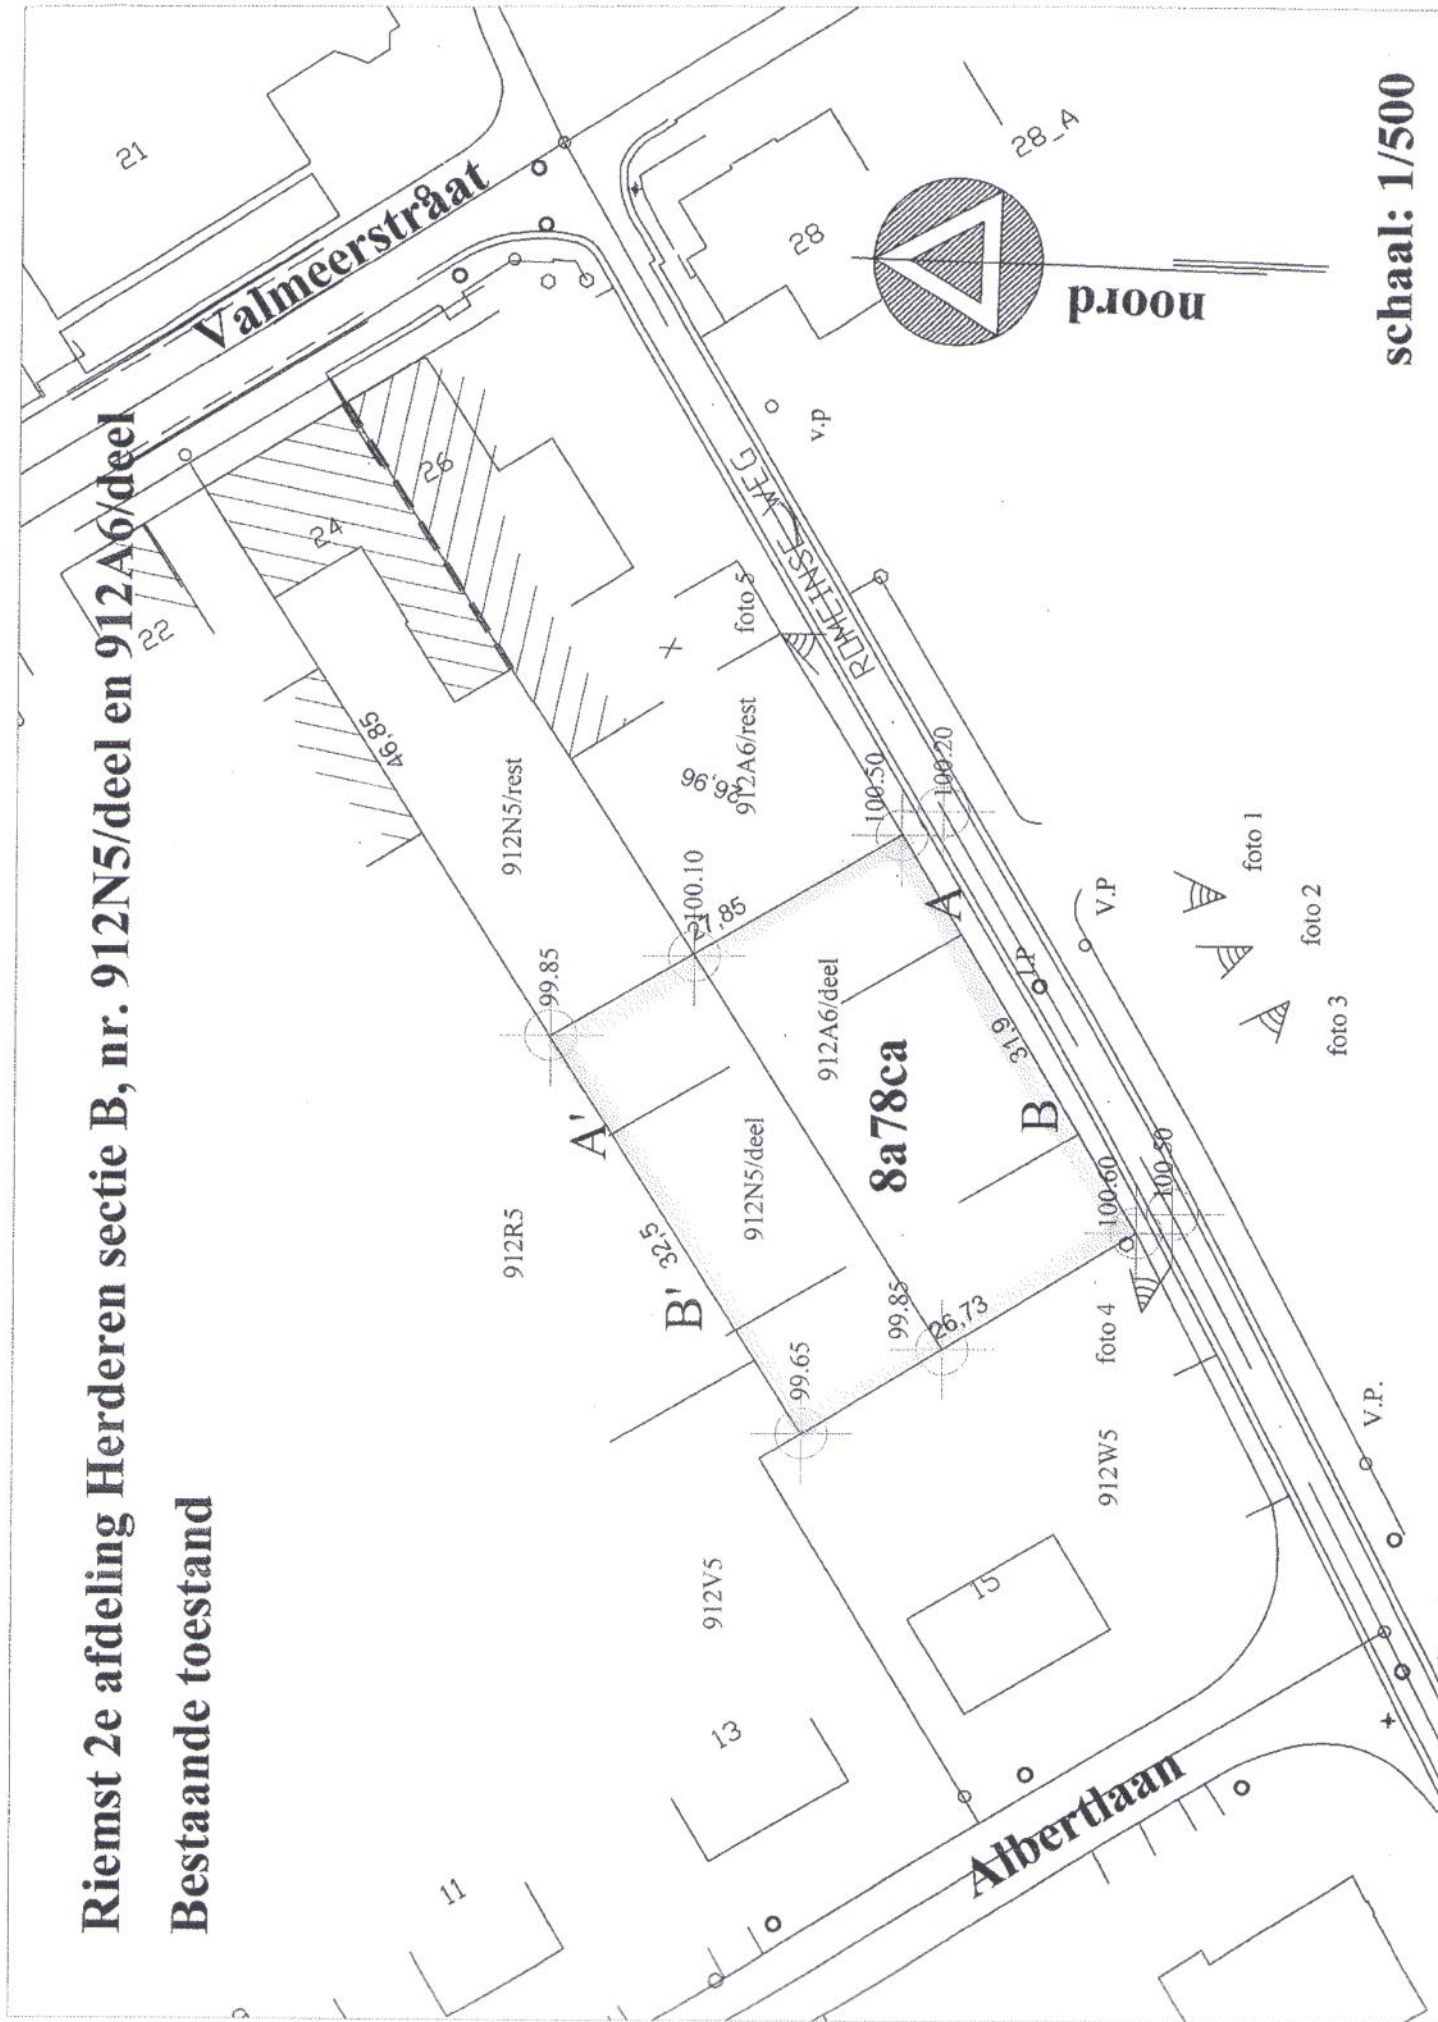 Riemst 2e afdeling Herderen sectie B, nr. 912N5/deel en 912A6/deel
Bestaande toestand
21
Valmeerstraat
22
24
26
28
28_A
46,85
912N5/rest
foto 5
912A6/rest
26,96
ROMEINSE WEG
v.p
noord
schaal: 1/500
99.85
100.10
27,85
100.50
100.20
A'
912R5
B'
32,5
912N5/deel
912A6/deel
8a78ca
A
B
31,9
I.P
V.P
foto 1
foto 2
foto 3
99.65
99.85
26,73
100.60
100.50
foto 4
912V5
912W5
V.P.
11
13
15
Albertlaan